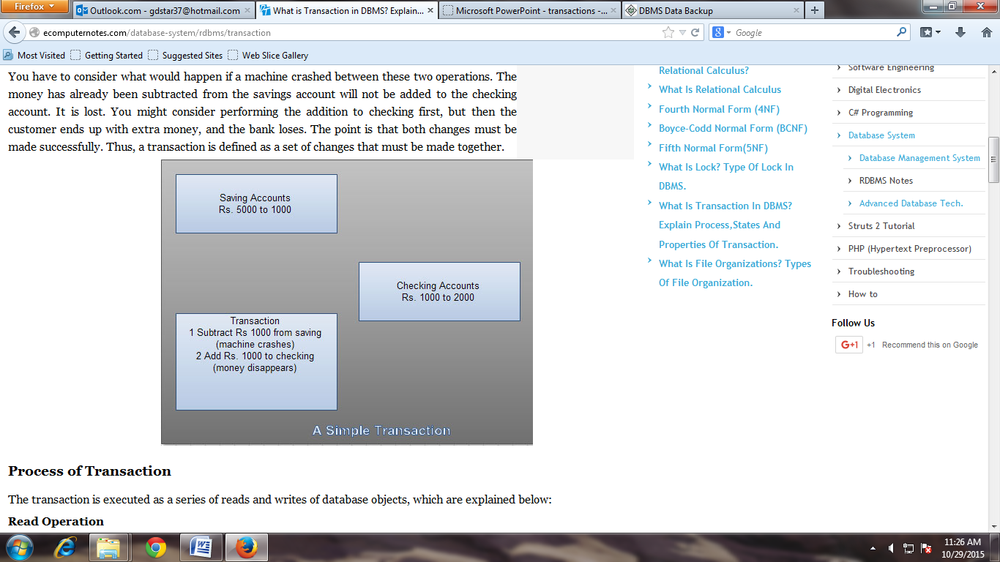 Firefox
Outlook.com - gdstar37@hotmail.com
What is Transaction in DBMS? Explain...
Microsoft PowerPoint - transactions -...
DBMS Data Backup
ecomputernotes.com/database-system/rdbms/transaction
Google
Most Visited
Getting Started
Suggested Sites
Web Slice Gallery
You have to consider what would happen if a machine crashed between these two operations. The
money has already been subtracted from the savings account will not be added to the checking
account. It is lost. You might consider performing the addition to checking first, but then the
customer ends up with extra money, and the bank loses. The point is that both changes must be
made successfully. Thus, a transaction is defined as a set of changes that must be made together.
Saving Accounts
Rs. 5000 to 1000
Checking Accounts
Rs. 1000 to 2000
Transaction
1 Subtract Rs 1000 from saving
(machine crashes)
2 Add Rs. 1000 to checking
(money disappears)
A Simple Transaction
Process of Transaction
The transaction is executed as a series of reads and writes of database objects, which are explained below:
Read Operation
Relational Calculus?
What Is Relational Calculus
Fourth Normal Form (4NF)
Boyce-Codd Normal Form (BCNF)
Fifth Normal Form(5NF)
What Is Lock? Type Of Lock In
DBMS.
What Is Transaction In DBMS?
Explain Process,States And
Properties Of Transaction.
What Is File Organizations? Types
Of File Organization.
Software Engineering
Digital Electronics
C# Programming
Database System
Database Management System
RDBMS Notes
Advanced Database Tech.
Struts 2 Tutorial
PHP (Hypertext Preprocessor)
Troubleshooting
How to
Follow Us
G+1 +1 Recommend this on Google
11:26 AM
10/29/2015